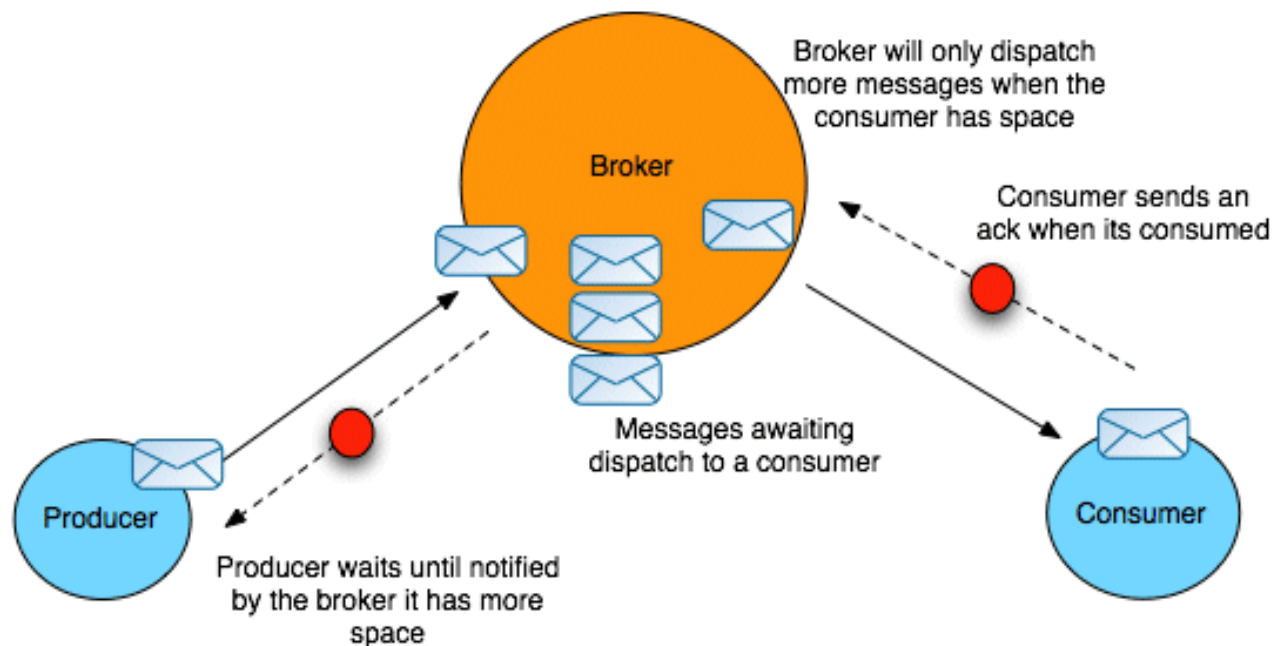 Broker will only dispatch
more messages when the
consumer has space
Broker
Consumer sends an
ack when its consumed
Messages awaiting
dispatch to a consumer
Producer
Consumer
Producer waits until notified
by the broker it has more
space